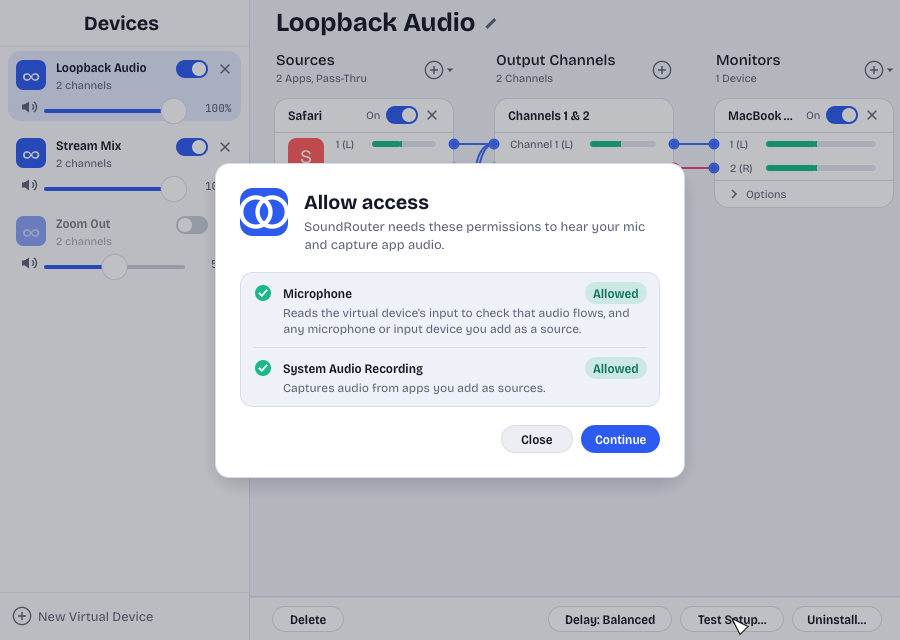 Devices
Loopback Audio
2 channels
100%
Stream Mix
2 channels
Zoom Out
2 channels
New Virtual Device
Loopback Audio
Sources
2 Apps, Pass-Thru
Output Channels
2 Channels
Monitors
1 Device
Safari
On
S
1 (L)
Channels 1 & 2
Channel 1 (L)
MacBook ...
On
1 (L)
2 (R)
Options
Allow access
SoundRouter needs these permissions to hear your mic
and capture app audio.
Microphone
Allowed
Reads the virtual device's input to check that audio flows, and
any microphone or input device you add as a source.
System Audio Recording
Allowed
Captures audio from apps you add as sources.
Close
Continue
Delete
Delay: Balanced
Test Setup...
Uninstall...